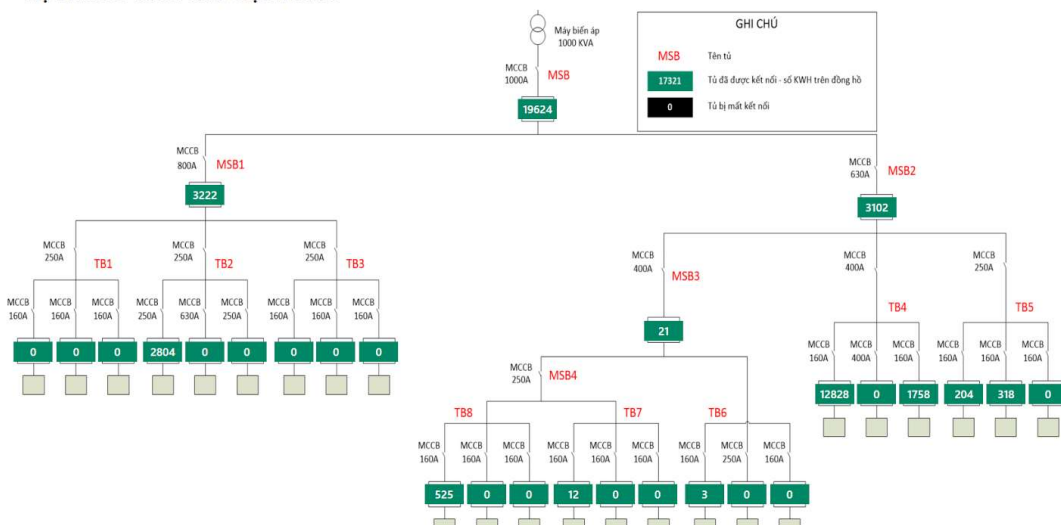 Máy biến áp
1000 KVA
MCCB
1000A
MSB
19624
GHI CHÚ
MSB
Tên tủ
17321
Tủ đã được kết nối - số KWH trên đồng hồ
0
Tủ bị mất kết nối
MCCB
800A
MSB1
3222
MCCB
630A
MSB2
3102
MCCB
250A
TB1
MCCB
250A
TB2
MCCB
250A
TB3
MCCB
160A
MCCB
160A
MCCB
160A
MCCB
250A
MCCB
630A
MCCB
250A
MCCB
160A
MCCB
160A
MCCB
160A
0
0
0
2804
0
0
0
0
0
MCCB
400A
MSB3
MCCB
400A
TB4
MCCB
250A
TB5
21
MCCB
160A
MCCB
400A
MCCB
160A
MCCB
160A
MCCB
160A
MCCB
160A
12828
0
1758
204
318
0
MCCB
250A
MSB4
TB8
TB7
TB6
MCCB
160A
MCCB
160A
MCCB
160A
MCCB
160A
MCCB
160A
MCCB
160A
MCCB
160A
MCCB
250A
MCCB
160A
525
0
0
12
0
0
3
0
0